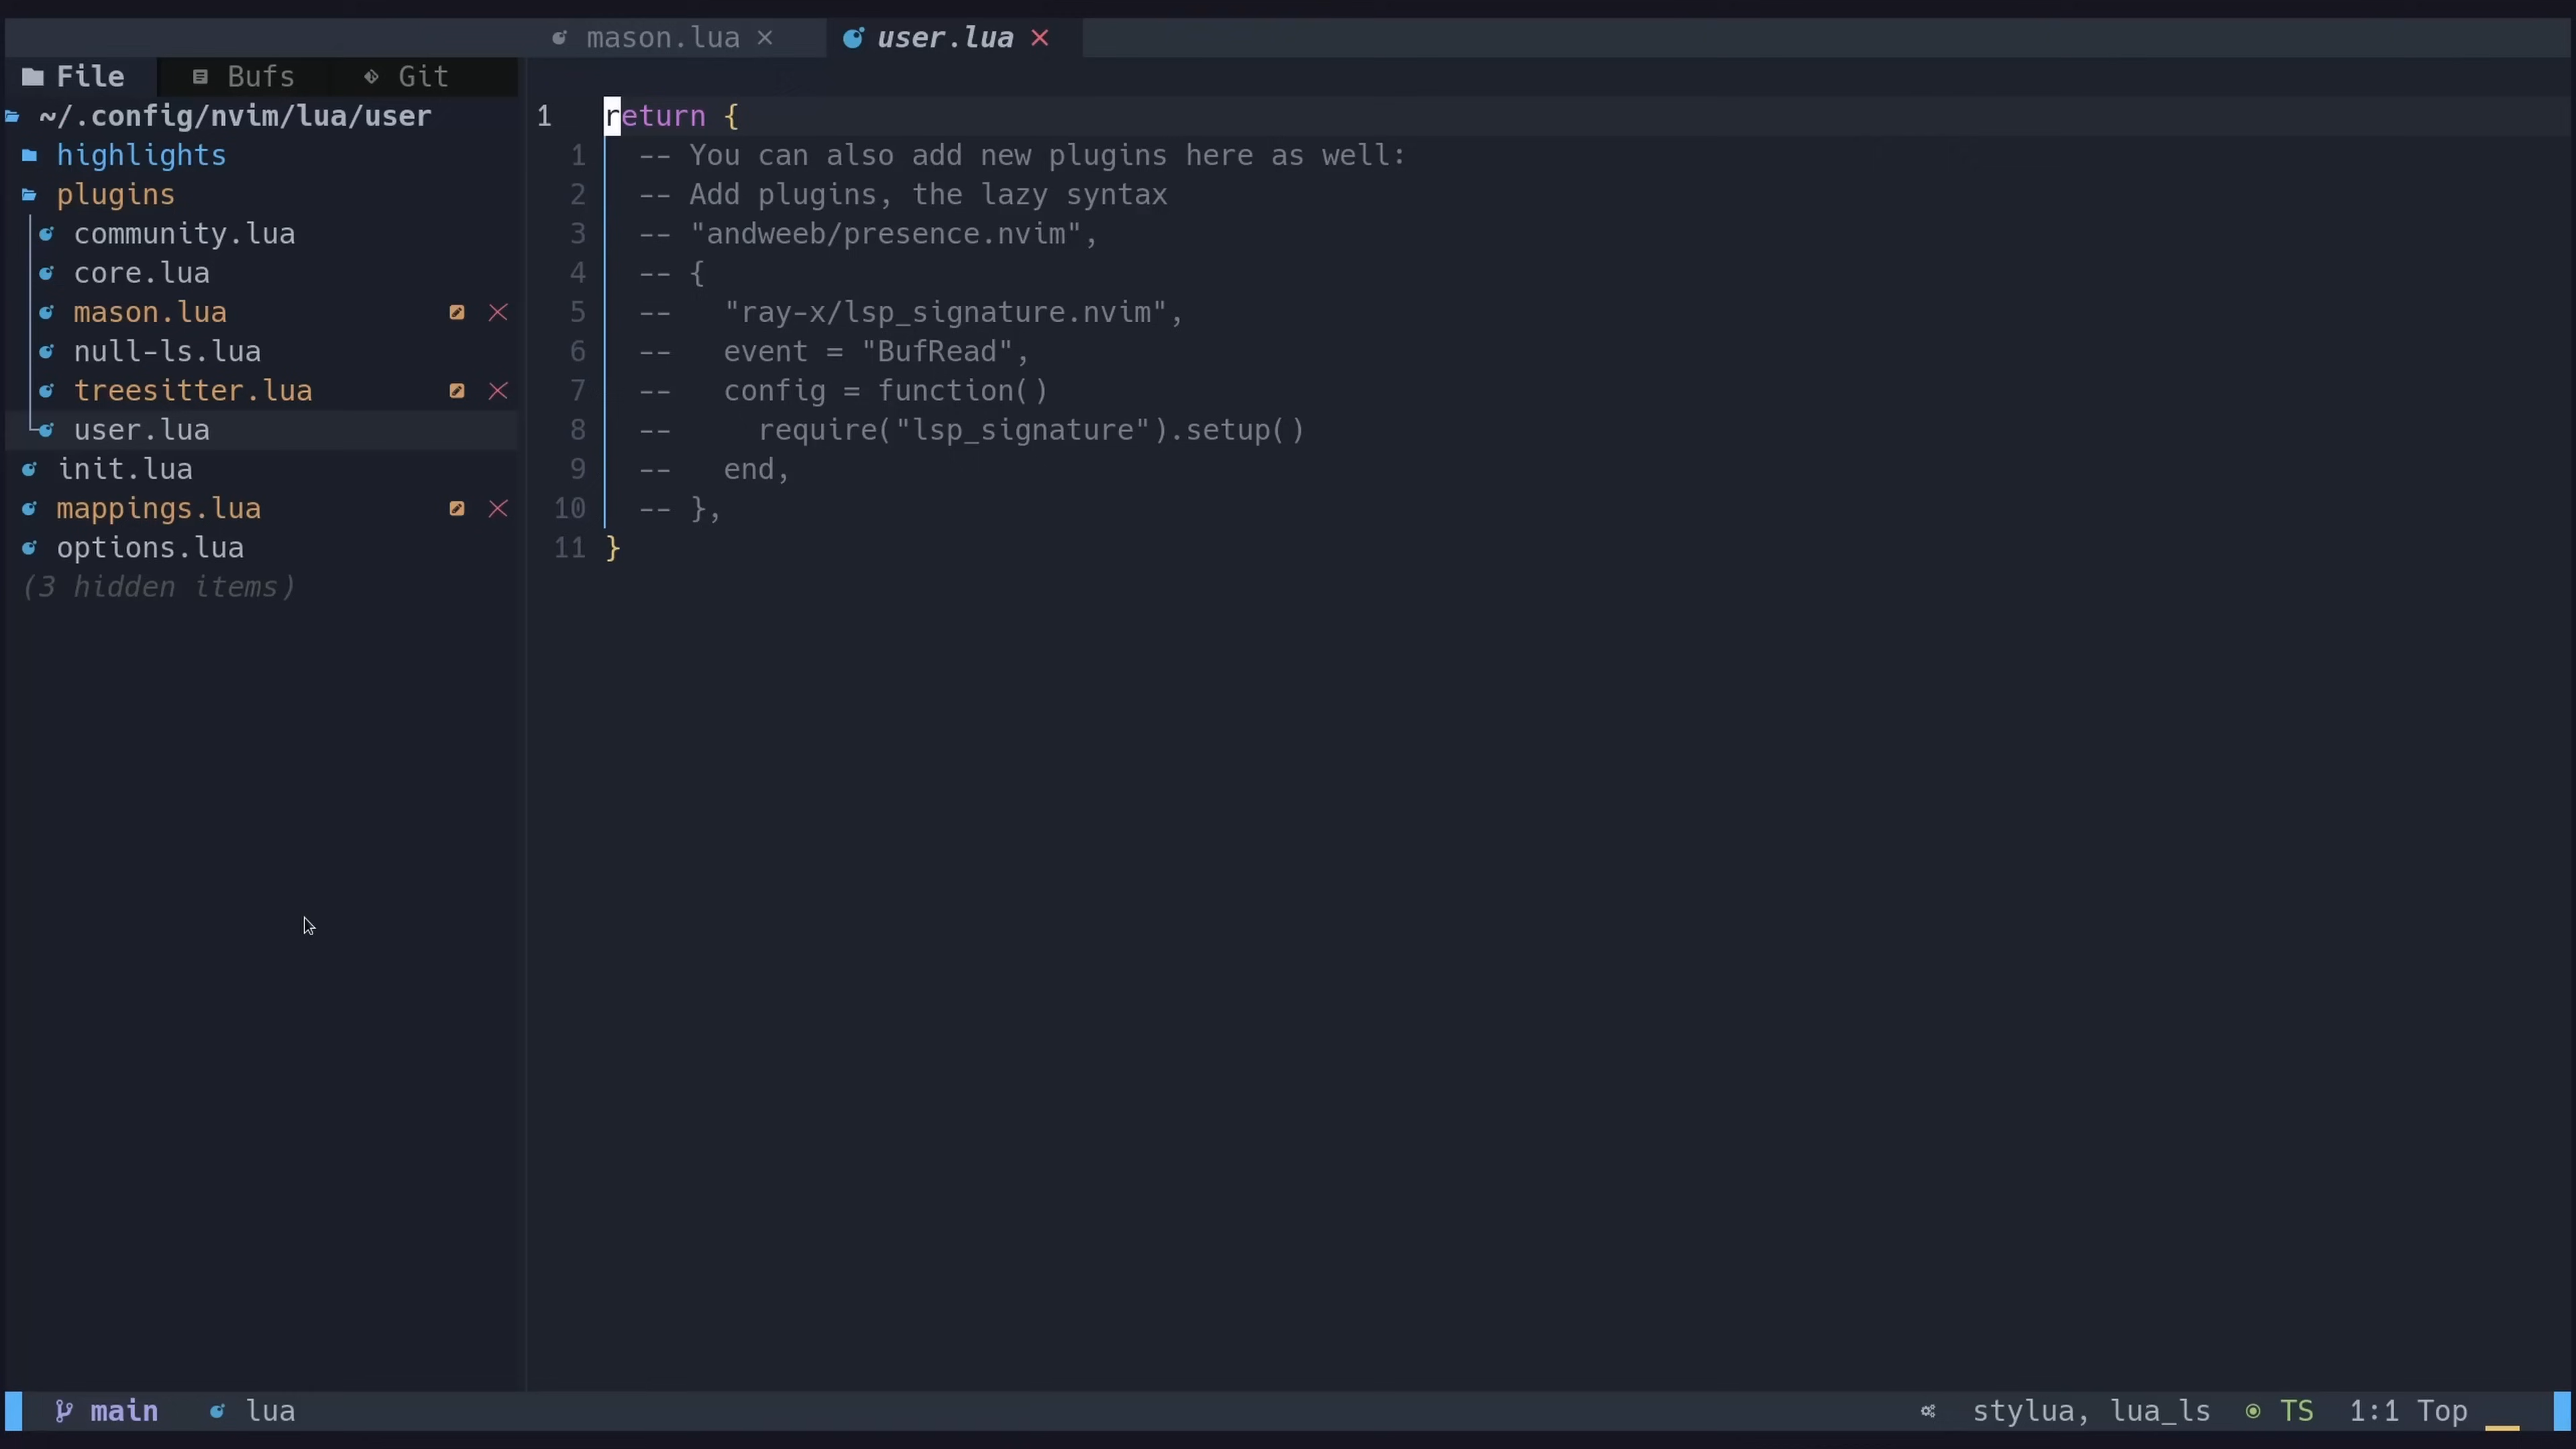 mason.lua × user.lua ×
File Bufs Git
~/.config/nvim/lua/user
highlights
plugins
community.lua
core.lua
mason.lua
null-ls.lua
treesitter.lua
user.lua
init.lua
mappings.lua
options.lua
(3 hidden items)
1 return {
1 -- You can also add new plugins here as well:
2 -- Add plugins, the lazy syntax
3 -- "andweeb/presence.nvim",
4 -- {
5 --   "ray-x/lsp_signature.nvim",
6 --   event = "BufRead",
7 --   config = function()
8 --     require("lsp_signature").setup()
9 --   end,
10 -- },
11 }
main lua stylua, lua_ls TS 1:1 Top